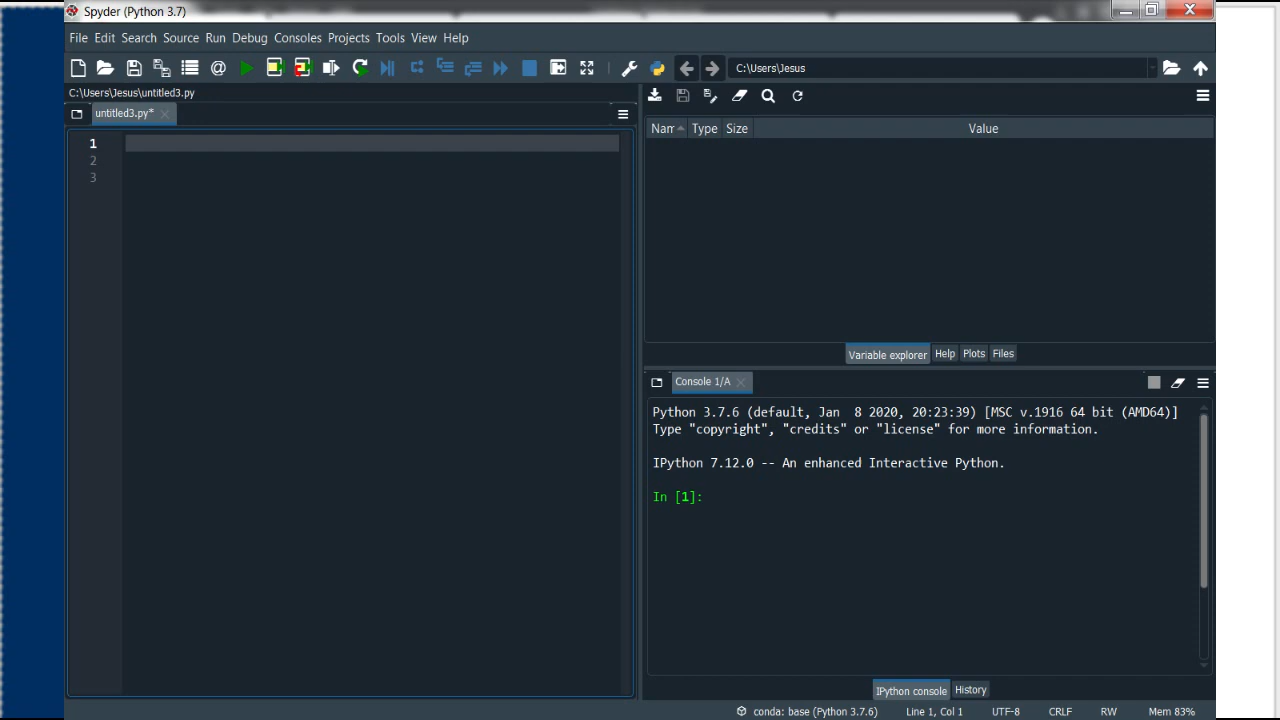 Spyder (Python 3.7)
File Edit Search Source Run Debug Consoles Projects Tools View Help
C:\Users\Jesus
C:\Users\Jesus\untitled3.py
untitled3.py*
1
2
3
Nam Type Size Value
Variable explorer Help Plots Files
Console 1/A
Python 3.7.6 (default, Jan  8 2020, 20:23:39) [MSC v.1916 64 bit (AMD64)]
Type "copyright", "credits" or "license" for more information.
IPython 7.12.0 -- An enhanced Interactive Python.
In [1]:
IPython console History
conda: base (Python 3.7.6) Line 1, Col 1 UTF-8 CRLF RW Mem 83%